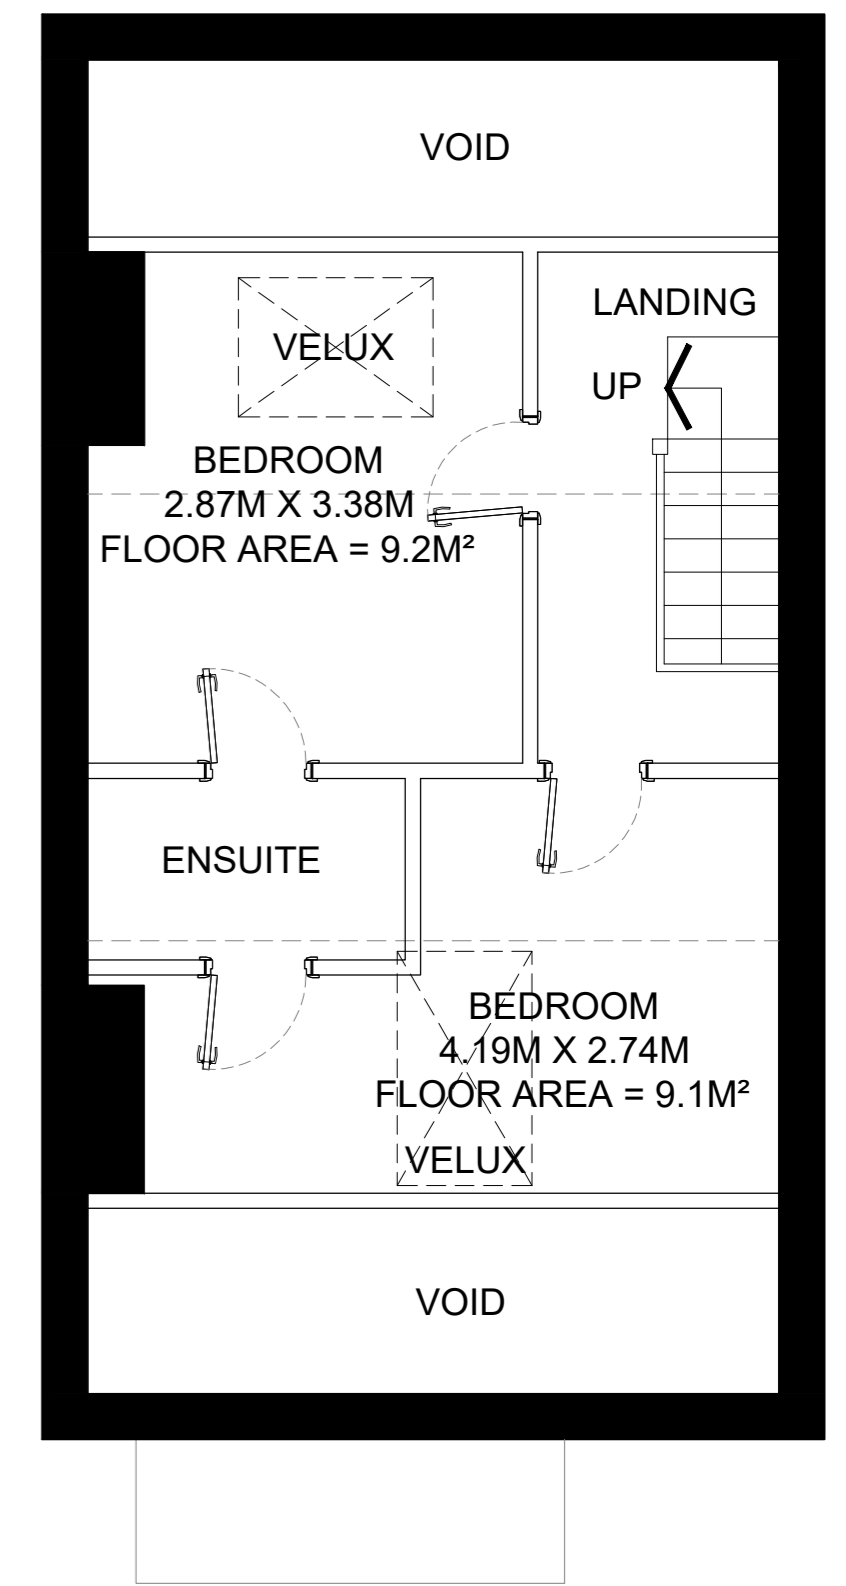 VOID
LANDING
VELUX
UP
BEDROOM
2.87M X 3.38M
FLOOR AREA = 9.2M²
ENSUITE
BEDROOM
4.19M X 2.74M
FLOOR AREA = 9.1M²
VELUX
VOID